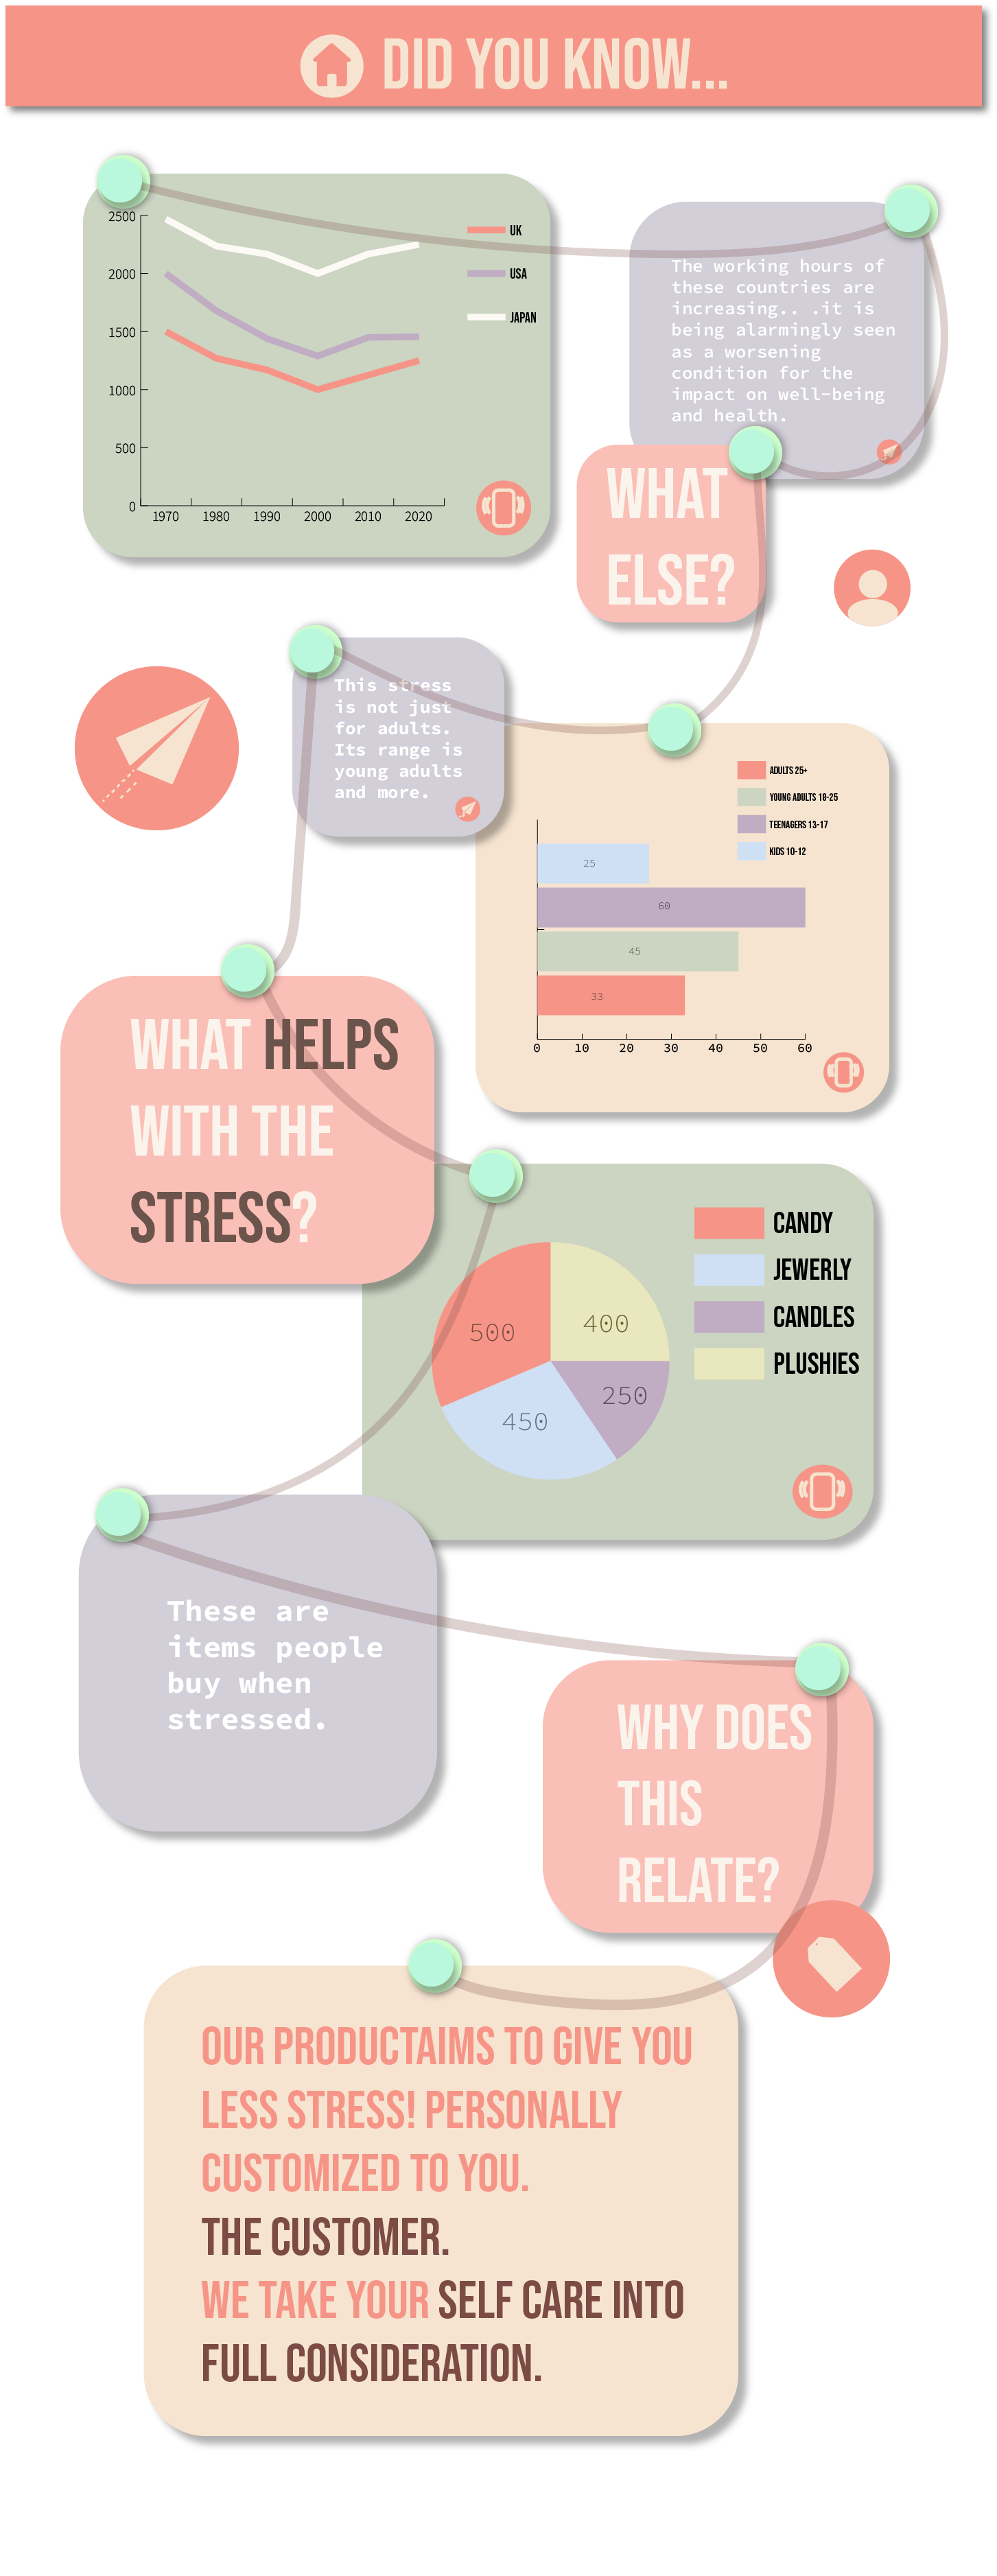 DID YOU KNOW...
2500
2000
1500
1000
500
0
1970 1980 1990 2000 2010 2020
UK
USA
JAPAN
The working hours of
these countries are
increasing.. .it is
being alarmingly seen
as a worsening
condition for the
impact on well-being
and health.
WHAT
ELSE?
This stress
is not just
for adults.
Its range is
young adults
and more.
ADULTS 25+
YOUNG ADULTS 18-25
TEENAGERS 13-17
KIDS 10-12
25
60
45
33
0 10 20 30 40 50 60
WHAT HELPS
WITH THE
STRESS?
CANDY
JEWERLY
CANDLES
PLUSHIES
500
400
250
450
These are
items people
buy when
stressed.
WHY DOES
THIS
RELATE?
OUR PRODUCTAIMS TO GIVE YOU
LESS STRESS! PERSONALLY
CUSTOMIZED TO YOU.
THE CUSTOMER.
WE TAKE YOUR SELF CARE INTO
FULL CONSIDERATION.